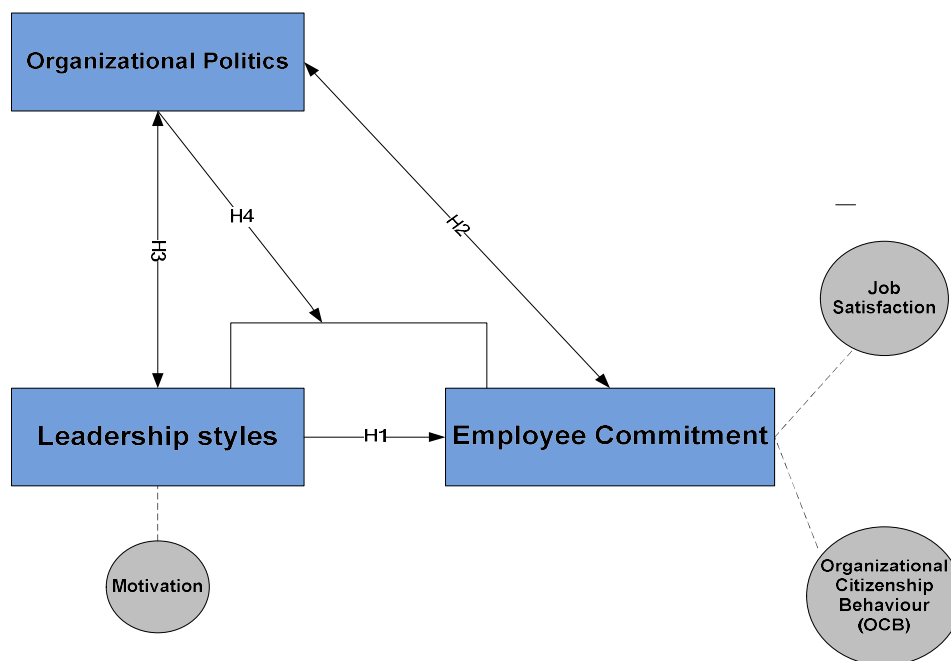 Organizational Politics
H4
H2
H3
Job
Satisfaction
Leadership styles
H1
Employee Commitment
Motivation
Organizational
Citizenship
Behaviour
(OCB)